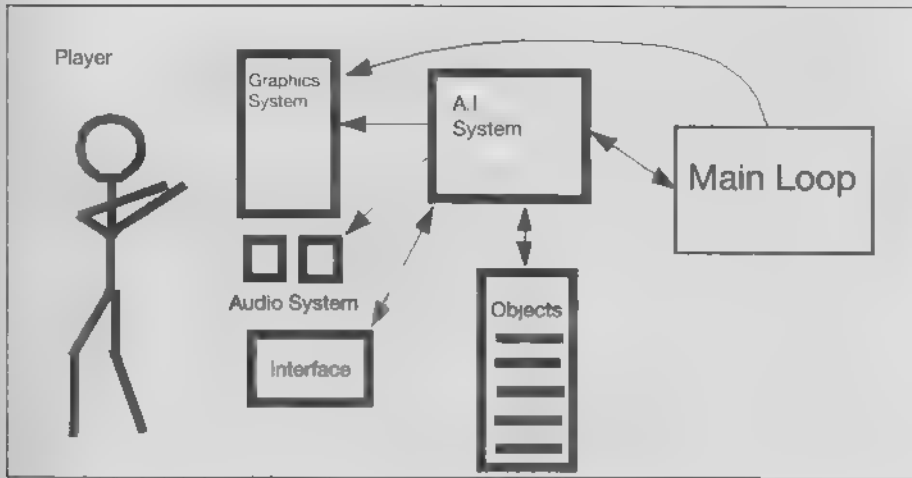 Player
Graphics
System
A.I
System
Main Loop
Audio System
Interface
Objects